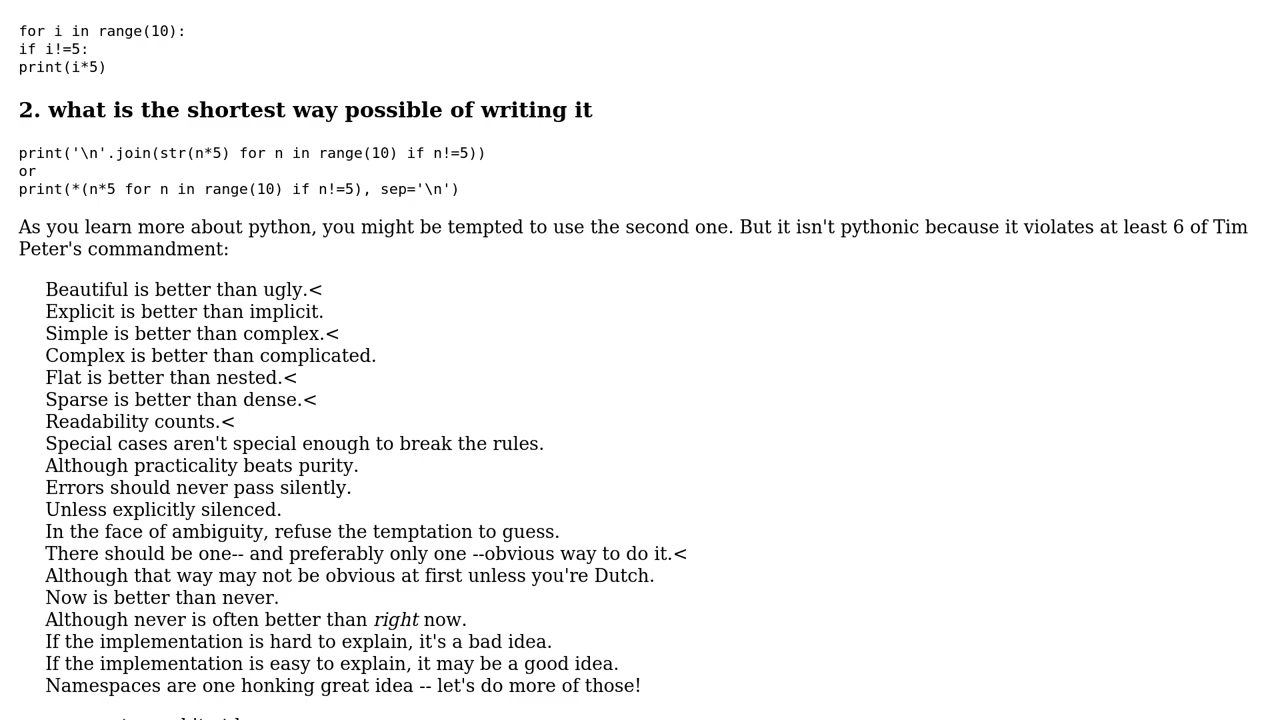 for i in range(10):
if i!=5:
print(i*5)
2. what is the shortest way possible of writing it
print('\n'.join(str(n*5) for n in range(10) if n!=5))
or
print(*(n*5 for n in range(10) if n!=5), sep='\n')
As you learn more about python, you might be tempted to use the second one. But it isn't pythonic because it violates at least 6 of Tim
Peter's commandment:
Beautiful is better than ugly.<
Explicit is better than implicit.
Simple is better than complex.<
Complex is better than complicated.
Flat is better than nested.<
Sparse is better than dense.<
Readability counts.<
Special cases aren't special enough to break the rules.
Although practicality beats purity.
Errors should never pass silently.
Unless explicitly silenced.
In the face of ambiguity, refuse the temptation to guess.
There should be one-- and preferably only one --obvious way to do it.<
Although that way may not be obvious at first unless you're Dutch.
Now is better than never.
Although never is often better than right now.
If the implementation is hard to explain, it's a bad idea.
If the implementation is easy to explain, it may be a good idea.
Namespaces are one honking great idea -- let's do more of those!